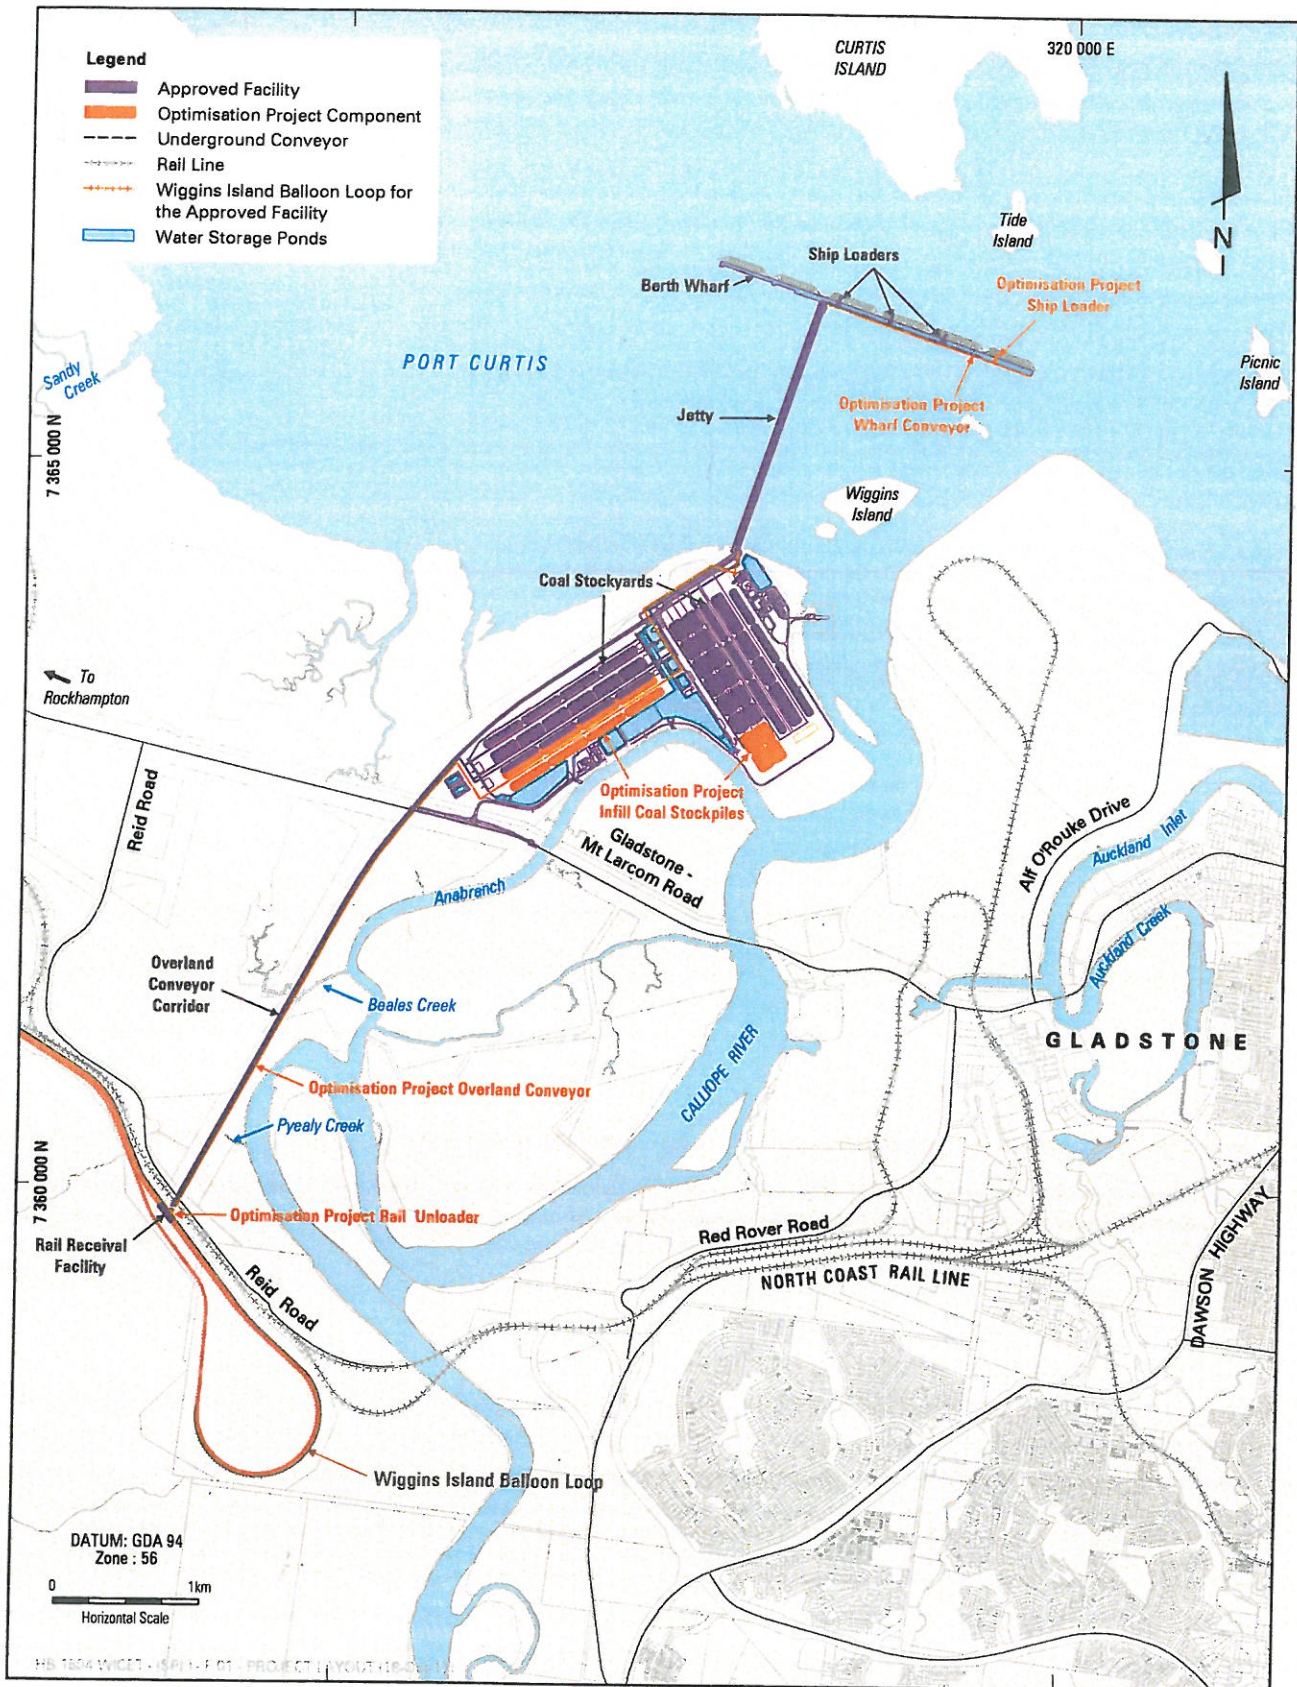 Legend
Approved Facility
Optimisation Project Component
Underground Conveyor
Rail Line
Wiggins Island Balloon Loop for
the Approved Facility
Water Storage Ponds
CURTIS
ISLAND
320 000 E
N
Tide
Island
Ship Loaders
Berth Wharf
Optimisation Project
Ship Loader
PORT CURTIS
Sandy
Creek
Picnic
Island
Jetty
Optimisation Project
Wharf Conveyor
7 365 000 N
Wiggins
Island
Coal Stockyards
To
Rockhampton
Reid Road
Optimisation Project
Infill Coal Stockpiles
Gladstone -
Mt Larcom Road
Alf O'Rouke Drive
Auckland Inlet
Anabranch
Auckland Creek
Overland
Conveyor
Corridor
Beales Creek
GLADSTONE
Optimisation Project Overland Conveyor
CALLIOPE RIVER
Pyealy Creek
7 360 000 N
Optimisation Project Rail Unloader
Rail Receival
Facility
Red Rover Road
Reid Road
NORTH COAST RAIL LINE
DAWSON HIGHWAY
Wiggins Island Balloon Loop
DATUM: GDA 94
Zone : 56
0 1km
Horizontal Scale
PROJECT LAYOUT